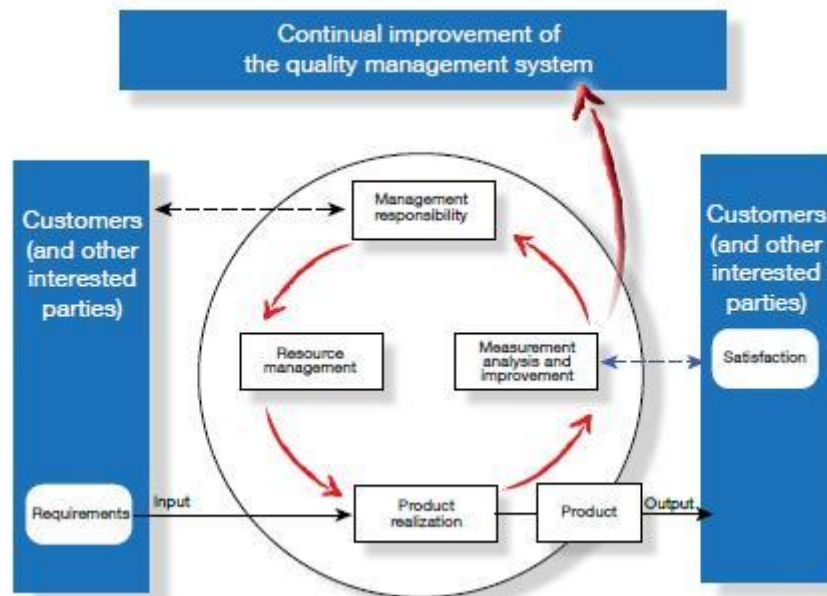 Continual improvement of
the quality management system
Customers
(and other
interested
parties)
Management
responsibility
Customers
(and other
interested
parties)
Resource
management
Measurement
analysis and
improvement
Satisfaction
Requirements
Input
Product
realization
Product
Output